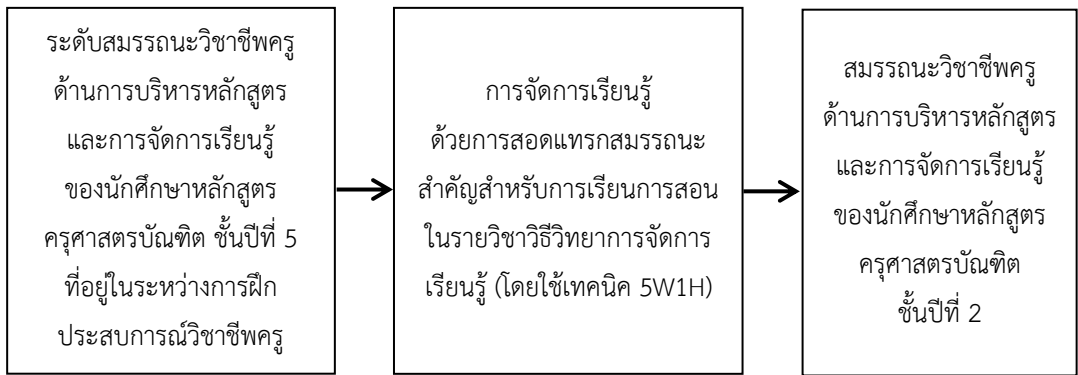 ระดับสมรรถนะวิชาชีพครู
ด้านการบริหารหลักสูตร
และการจัดการเรียนรู้
ของนักศึกษาหลักสูตร
ครุศาสตรบัณฑิต ชั้นปีที่ 5
ที่อยู่ในระหว่างการฝึก
ประสบการณ์วิชาชีพครู
การจัดการเรียนรู้
ด้วยการสอดแทรกสมรรถนะ
สำคัญสำหรับการเรียนการสอน
ในรายวิชาวิธีวิทยาการจัดการ
เรียนรู้ (โดยใช้เทคนิค 5W1H)
สมรรถนะวิชาชีพครู
ด้านการบริหารหลักสูตร
และการจัดการเรียนรู้
ของนักศึกษาหลักสูตร
ครุศาสตรบัณฑิต
ชั้นปีที่ 2